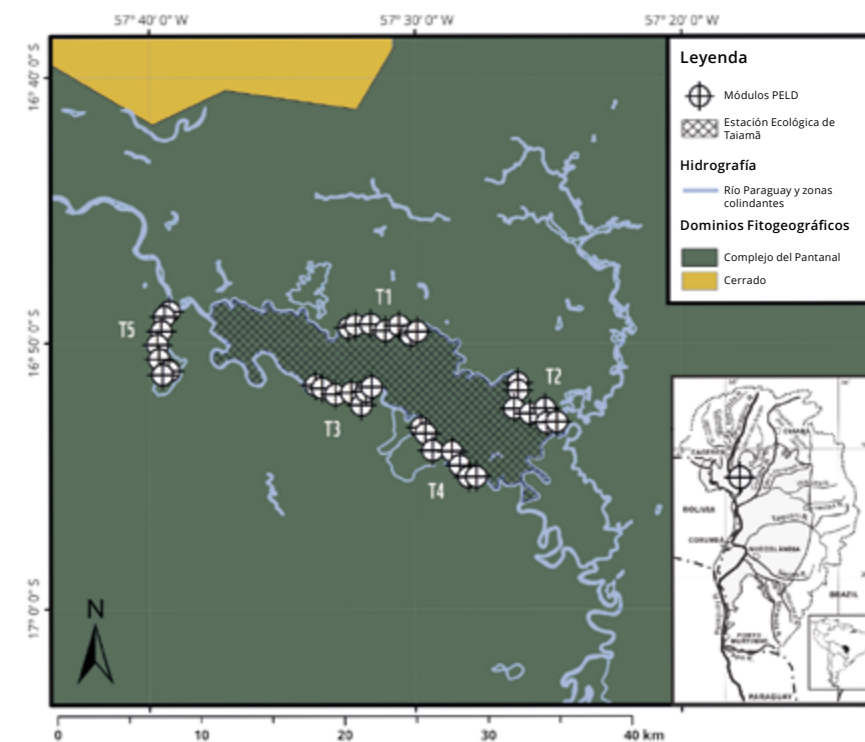 57° 40' 0" W
57° 30' 0" W
57° 20' 0" W
16° 40' 0" S
16° 50' 0" S
17° 0' 0" S
Leyenda
Módulos PELD
Estación Ecológica de
Taiamã
Hidrografía
Río Paraguay y zonas
colindantes
Dominios Fitogeográficos
Complejo del Pantanal
Cerrado
T1
T5
T2
T3
T4
N
0 10 20 30 40 km
CUIABÁ
BOLIVIA
CORUMBÁ
BRAZIL
PORTO
PARAGUAY